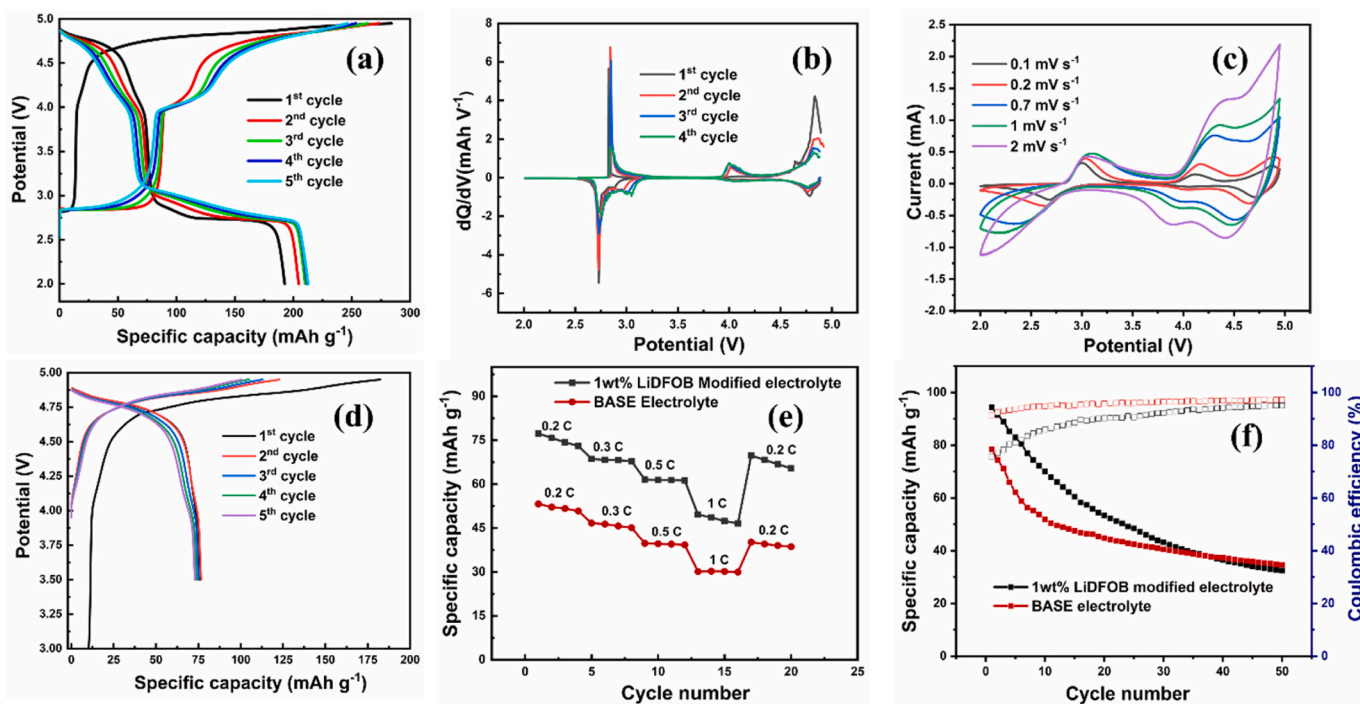 (a)
5.0
4.5
4.0
3.5
3.0
2.5
2.0
Potential (V)
1st cycle
2nd cycle
3rd cycle
4th cycle
5th cycle
0 50 100 150 200 250 300
Specific capacity (mAh g-1)
(b)
8
6
4
2
0
-2
-4
-6
dQ/dV(mAh V-1)
1st cycle
2nd cycle
3rd cycle
4th cycle
2.0 2.5 3.0 3.5 4.0 4.5 5.0
Potential (V)
(c)
2.5
2.0
1.5
1.0
0.5
0.0
-0.5
-1.0
-1.5
-2.0
Current (mA)
0.1 mV s-1
0.2 mV s-1
0.7 mV s-1
1 mV s-1
2 mV s-1
2.0 2.5 3.0 3.5 4.0 4.5 5.0
Potential (V)
(d)
5.00
4.75
4.50
4.25
4.00
3.75
3.50
3.25
3.00
Potential (V)
1st cycle
2nd cycle
3rd cycle
4th cycle
5th cycle
0 25 50 75 100 125 150 175 200
Specific capacity (mAh g-1)
(e)
105
90
75
60
45
30
15
0
Specific capacity (mAh g-1)
1wt% LiDFOB Modified electrolyte
BASE Electrolyte
0.2 C
0.3 C
0.5 C
1 C
0.2 C
0.2 C
0.3 C
0.5 C
1 C
0.2 C
0 5 10 15 20
Cycle number
(f)
100
80
60
40
20
0
Specific capacity (mAh g-1)
1wt% LiDFOB modified electrolyte
BASE electrolyte
100
90
80
70
60
50
40
30
20
10
0
Coulombic efficiency (%)
0 10 20 30 40 50
Cycle number